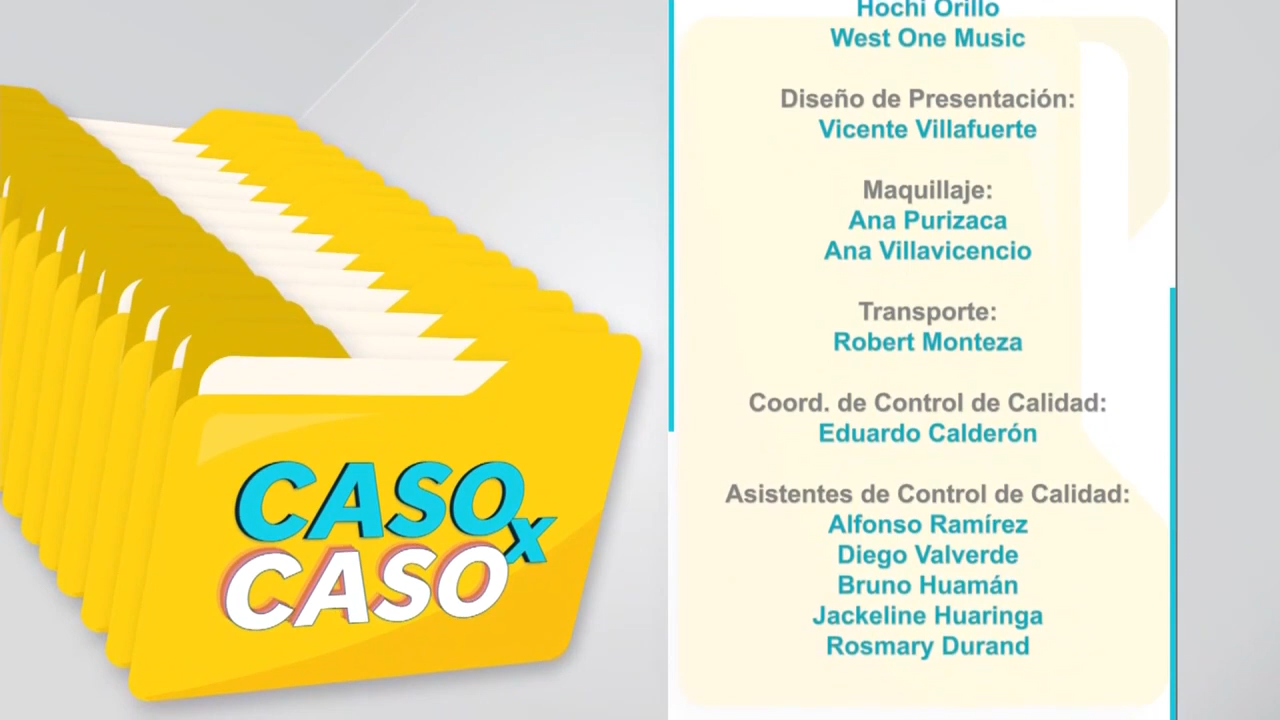 CASO
x
CASO
Hochi Orillo
West One Music
Diseño de Presentación:
Vicente Villafuerte
Maquillaje:
Ana Purizaca
Ana Villavicencio
Transporte:
Robert Monteza
Coord. de Control de Calidad:
Eduardo Calderón
Asistentes de Control de Calidad:
Alfonso Ramírez
Diego Valverde
Bruno Huamán
Jackeline Huaringa
Rosmary Durand